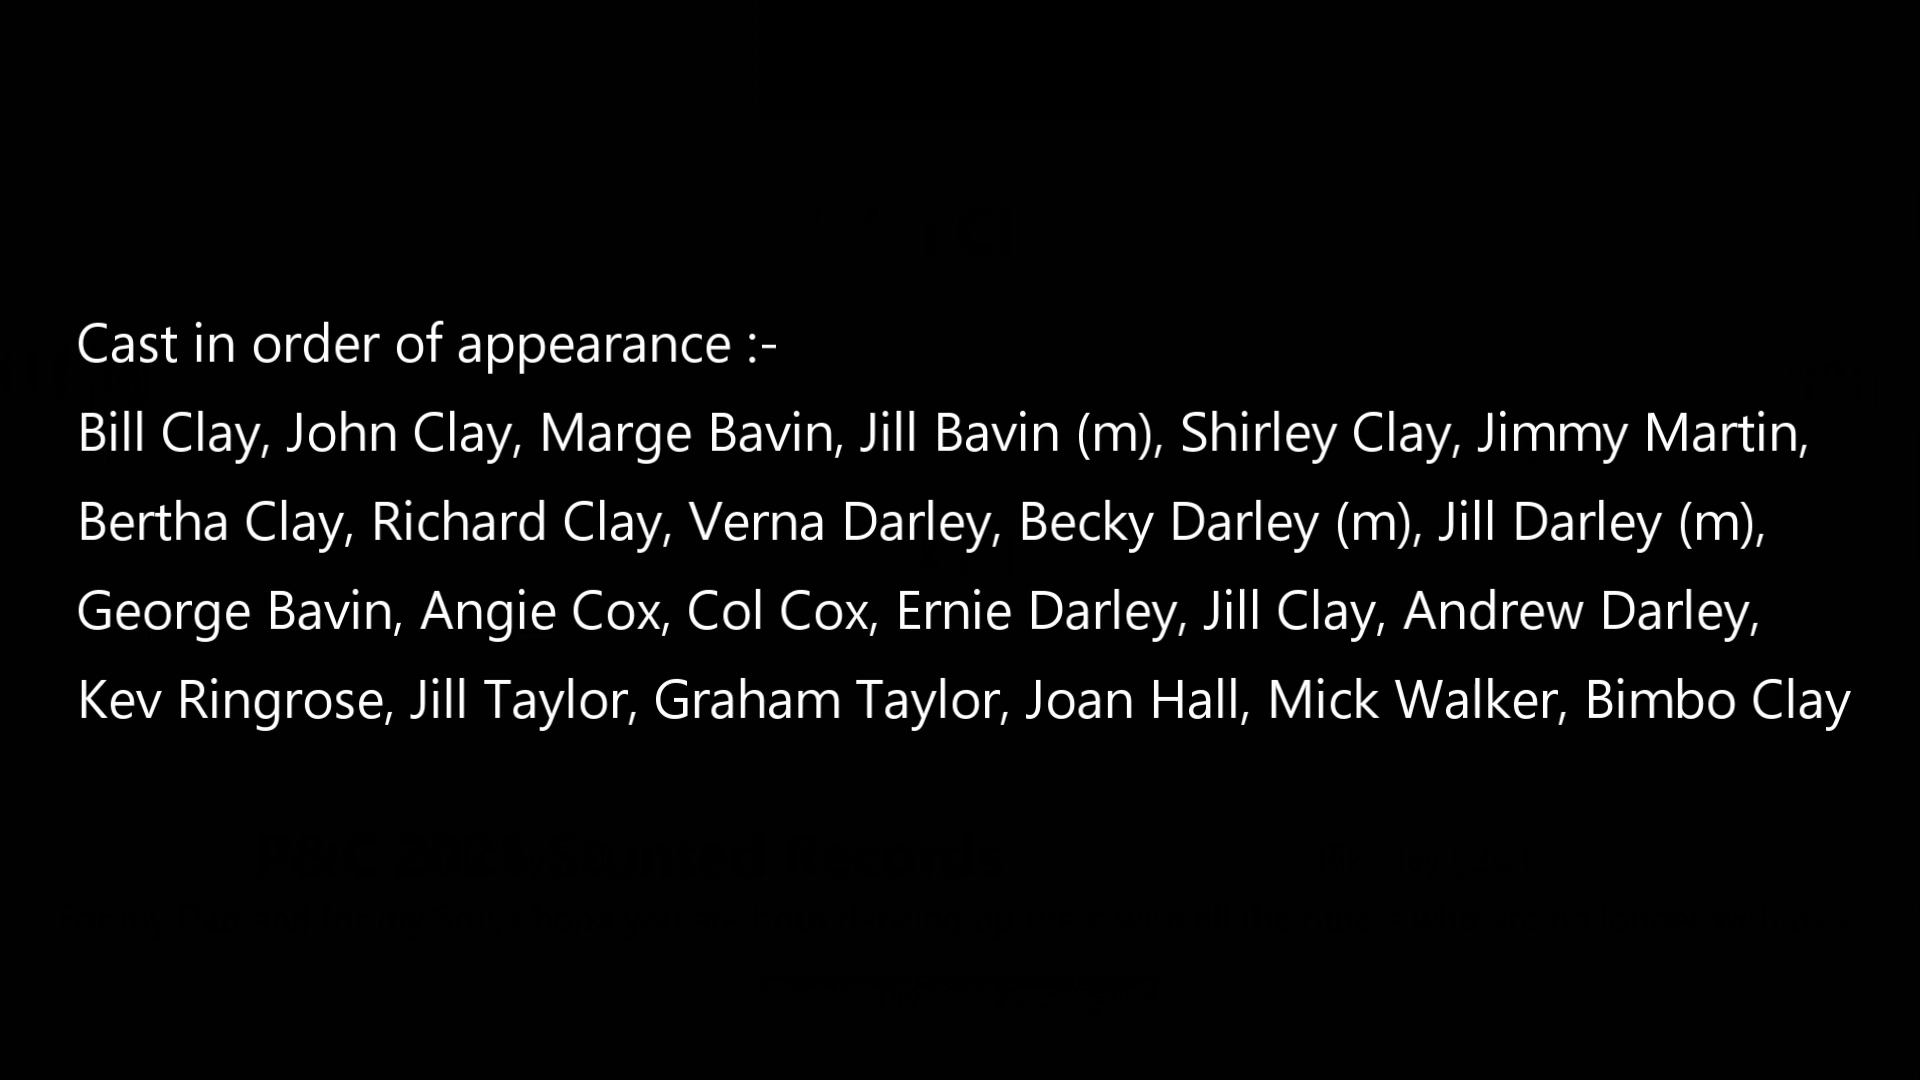 Cast in order of appearance :-
Bill Clay, John Clay, Marge Bavin, Jill Bavin (m), Shirley Clay, Jimmy Martin,
Bertha Clay, Richard Clay, Verna Darley, Becky Darley (m), Jill Darley (m),
George Bavin, Angie Cox, Col Cox, Ernie Darley, Jill Clay, Andrew Darley,
Kev Ringrose, Jill Taylor, Graham Taylor, Joan Hall, Mick Walker, Bimbo Clay